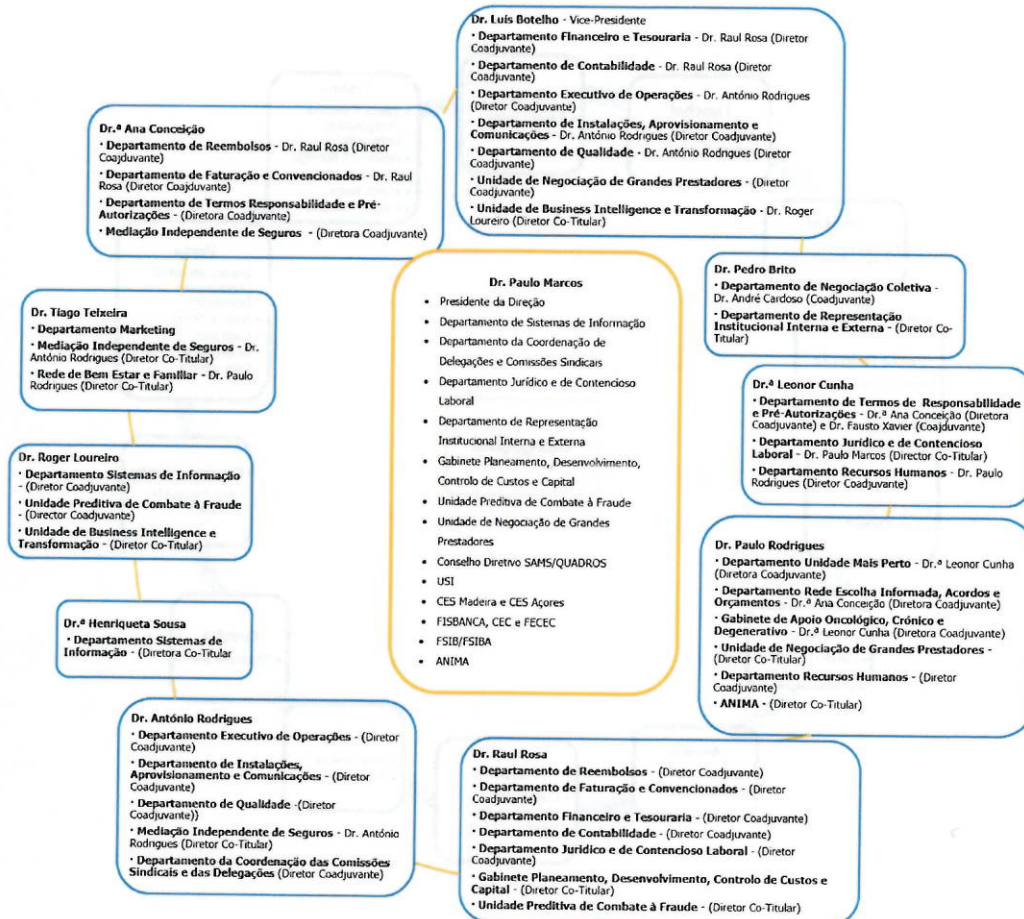 Dr. Luís Botelho - Vice-Presidente
· Departamento Financeiro e Tesouraria - Dr. Raul Rosa (Diretor
Coadjuvante)
· Departamento de Contabilidade - Dr. Raul Rosa (Diretor
Coadjuvante)
· Departamento Executivo de Operações - Dr. António Rodrigues
(Diretor Coadjuvante)
· Departamento de Instalações, Aprovisionamento e
Comunicações - Dr. António Rodrigues (Diretor Coadjuvante)
· Departamento de Qualidade - Dr. António Rodrigues (Diretor
Coadjuvante)
· Unidade de Negociação de Grandes Prestadores - (Diretor
Coadjuvante)
· Unidade de Business Intelligence e Transformação - Dr. Roger
Loureiro (Diretor Co-Titular)
Dr.ª Ana Conceição
· Departamento de Reembolsos - Dr. Raul Rosa (Diretor
Coajduvante)
· Departamento de Faturação e Convencionados - Dr. Raul
Rosa (Diretor Coajduvante)
· Departamento de Termos Responsabilidade e Pré-
Autorizações - (Diretora Coadjuvante)
· Mediação Independente de Seguros - (Diretora Coadjuvante)
Dr. Pedro Brito
· Departamento de Negociação Coletiva -
Dr. André Cardoso (Coadjuvante)
· Departamento de Representação
Institucional Interna e Externa - (Diretor Co-
Titular)
Dr. Paulo Marcos
• Presidente da Direção
• Departamento de Sistemas de Informação
• Departamento da Coordenação de
Delegações e Comissões Sindicais
• Departamento Jurídico e de Contencioso
Laboral
• Departamento de Representação
Institucional Interna e Externa
• Gabinete Planeamento, Desenvolvimento,
Controlo de Custos e Capital
• Unidade Preditiva de Combate à Fraude
• Unidade de Negociação de Grandes
Prestadores
• Conselho Diretivo SAMS/QUADROS
• USI
• CES Madeira e CES Açores
• FISBANCA, CEC e FECEC
• FSIB/FSIBA
• ANIMA
Dr. Tiago Teixeira
· Departamento Marketing
· Mediação Independente de Seguros - Dr.
António Rodrigues (Diretor Co-Titular)
· Rede de Bem Estar e Familiar - Dr. Paulo
Rodrigues (Diretor Co-Titular)
Dr.ª Leonor Cunha
· Departamento de Termos de Responsabilidade
e Pré-Autorizações - Dr.ª Ana Conceição (Diretora
Coadjuvante) e Dr. Fausto Xavier (Coajduvante)
· Departamento Jurídico e de Contencioso
Laboral - Dr. Paulo Marcos (Director Co-Titular)
· Departamento Recursos Humanos - Dr. Paulo
Rodrigues (Diretor Coadjuvante)
Dr. Roger Loureiro
· Departamento Sistemas de Informação
- (Diretor Coadjuvante)
· Unidade Preditiva de Combate à Fraude
- (Director Coadjuvante)
· Unidade de Business Intelligence e
Transformação - (Diretor Co-Titular)
Dr. Paulo Rodrigues
· Departamento Unidade Mais Perto - Dr.ª Leonor Cunha
(Diretora Coadjuvante)
· Departamento Rede Escolha Informada, Acordos e
Orçamentos - Dr.ª Ana Conceição (Diretora Coadjuvante)
· Gabinete de Apoio Oncológico, Crónico e
Degenerativo - Dr.ª Leonor Cunha (Diretora Coadjuvante)
· Unidade de Negociação de Grandes Prestadores -
(Diretor Co-Titular)
· Departamento Recursos Humanos - (Diretor
Coadjuvante)
· ANIMA - (Diretor Co-Titular)
Dr.ª Henriqueta Sousa
· Departamento Sistemas de
Informação - (Diretora Co-Titular
Dr. António Rodrigues
· Departamento Executivo de Operações - (Diretor
Coadjuvante)
· Departamento de Instalações,
Aprovisionamento e Comunicações - (Diretor
Coadjuvante)
· Departamento de Qualidade -(Diretor
Coadjuvante))
· Mediação Independente de Seguros - Dr. António
Rodrigues (Diretor Co-Titular)
· Departamento da Coordenação das Comissões
Sindicais e das Delegações (Diretor Coadjuvante)
Dr. Raul Rosa
· Departamento de Reembolsos - (Diretor Coadjuvante)
· Departamento de Faturação e Convencionados - (Diretor
Coadjuvante)
· Departamento Financeiro e Tesouraria - (Diretor Coadjuvante)
· Departamento de Contabilidade - (Diretor Coadjuvante)
· Departamento Jurídico e de Contencioso Laboral - (Diretor
Coadjuvante)
· Gabinete Planeamento, Desenvolvimento, Controlo de Custos e
Capital - (Diretor Co-Titular)
· Unidade Preditiva de Combate à Fraude - (Diretor Co-Titular)